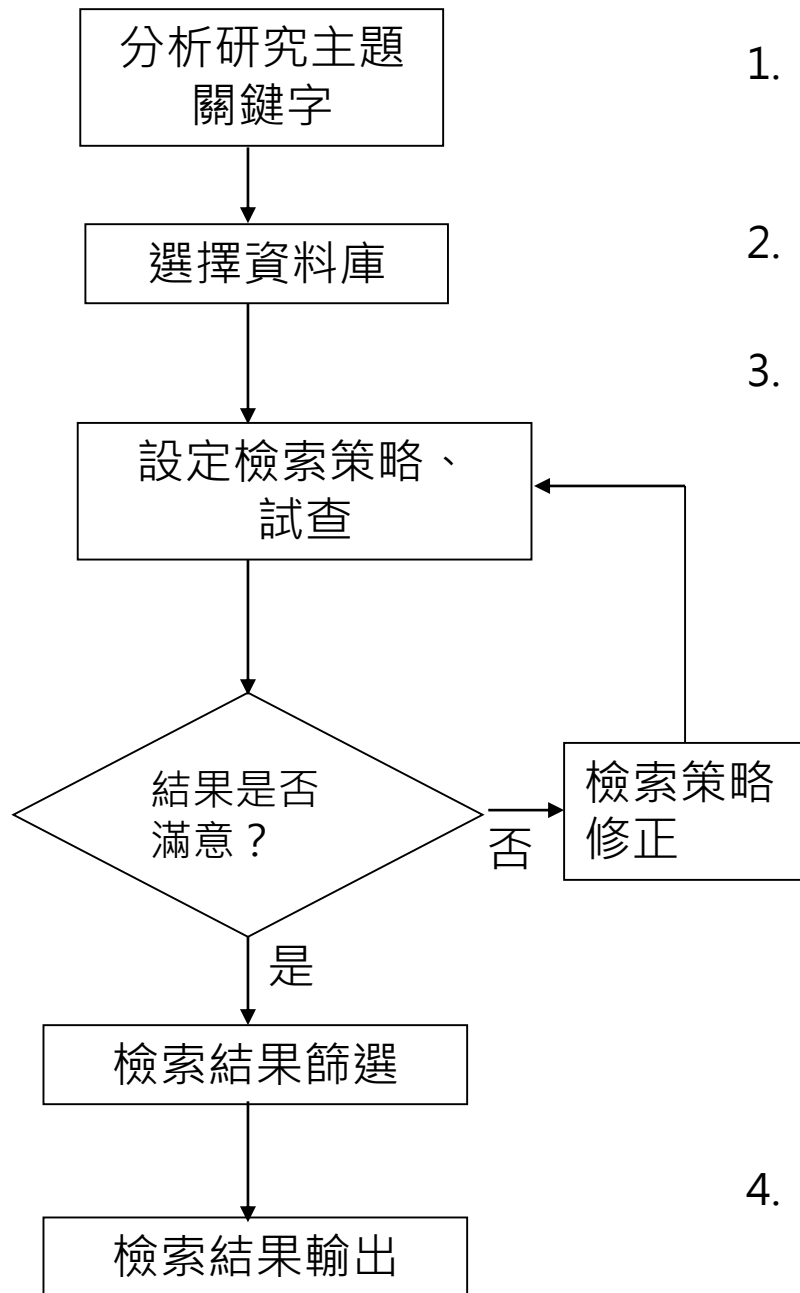 分析研究主題
關鍵字
1.
選擇資料庫
2.
3.
設定檢索策略、
試查
結果是否
滿意？
否
檢索策略
修正
是
檢索結果篩選
4.
檢索結果輸出